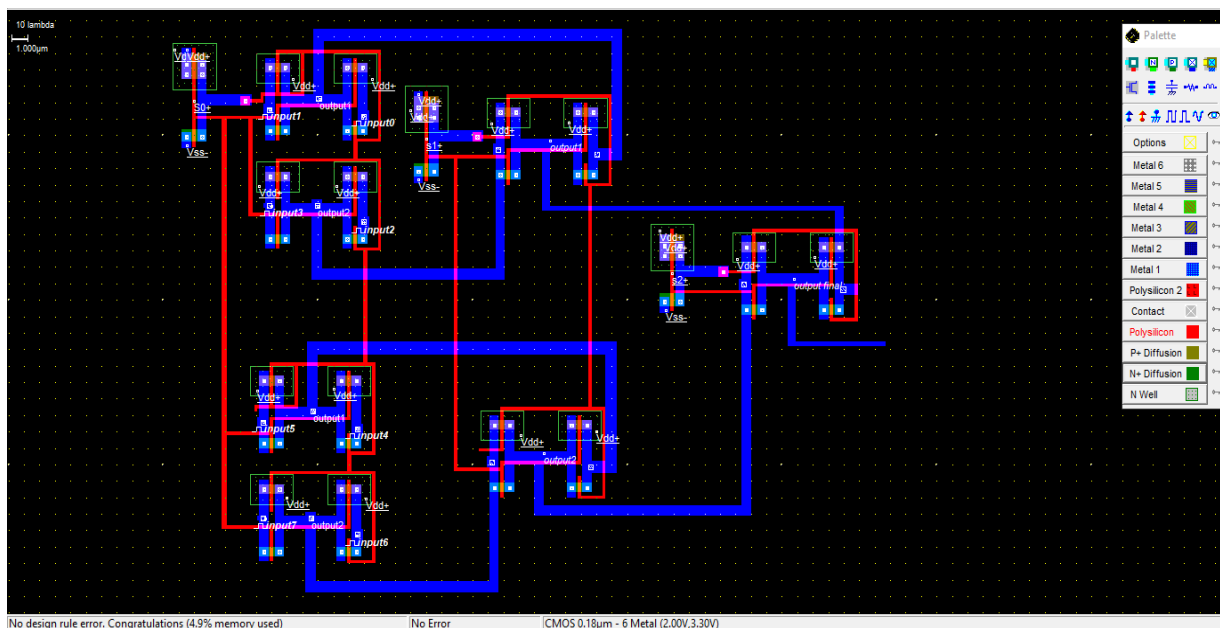 10 lambda
1.000µm
VdVdd+
S0+
Vss-
Vdd+
Vdd+
output1
input1
input0
Vdd+
Vdd+
input3
output2
input2
Vdd+
Vdd+
s1+
Vss-
Vdd+
Vdd+
output1
Vdd+
Vdd+
s2+
Vss-
Vdd+
Vdd+
output final
Vdd+
Vdd+
output1
input5
input4
Vdd+
Vdd+
input7
output2
input6
Vdd+
Vdd+
output2
Palette
Options
Metal 6
Metal 5
Metal 4
Metal 3
Metal 2
Metal 1
Polysilicon 2
Contact
Polysilicon
P+ Diffusion
N+ Diffusion
N Well
No design rule error. Congratulations (4.9% memory used)
No Error
CMOS 0.18µm - 6 Metal (2.00V,3.30V)